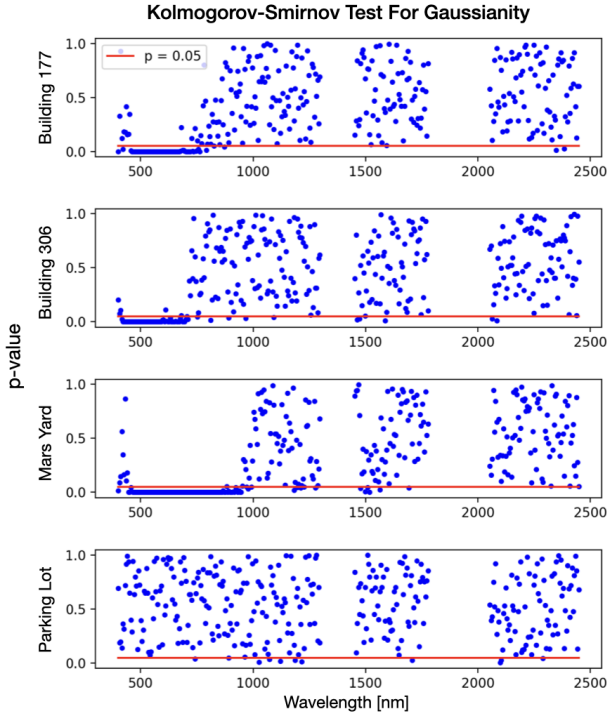 Kolmogorov-Smirnov Test For Gaussianity
p-value
Building 177
1.0
0.5
0.0
p = 0.05
500 1000 1500 2000 2500
Building 306
1.0
0.5
0.0
500 1000 1500 2000 2500
Mars Yard
1.0
0.5
0.0
500 1000 1500 2000 2500
Parking Lot
1.0
0.5
0.0
500 1000 1500 2000 2500
Wavelength [nm]